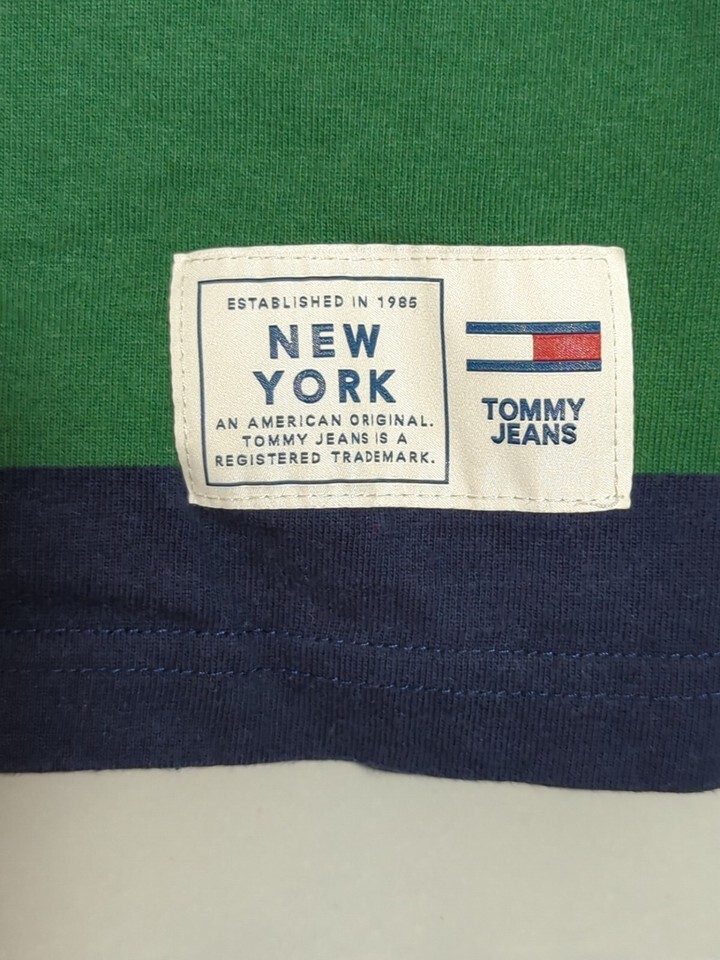 ESTABLISHED IN 1985
NEW
YORK
AN AMERICAN ORIGINAL.
TOMMY JEANS IS A
REGISTERED TRADEMARK.
TOMMY
JEANS